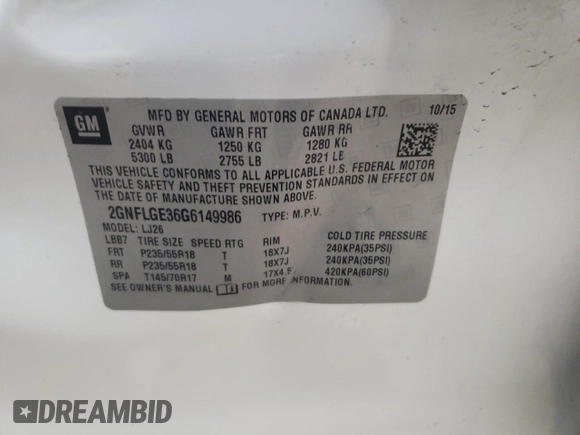 GM
MFD BY GENERAL MOTORS OF CANADA LTD. 10/15
GVWR GAWR FRT GAWR RR
2404 KG 1250 KG 1280 KG
5300 LB 2755 LB 2821 LB
THIS VEHICLE CONFORMS TO ALL APPLICABLE U.S. FEDERAL MOTOR
VEHICLE SAFETY AND THEFT PREVENTION STANDARDS IN EFFECT ON
THE DATE OF MANUFACTURE SHOWN ABOVE.
2GNFLGE36G6149986 TYPE: M.P.V.
MODEL: LJ26
LBB7 TIRE SIZE SPEED RTG RIM COLD TIRE PRESSURE
FRT P235/55R18 T 18X7J 240KPA(35PSI)
RR P235/55R18 T 18X7J 240KPA(35PSI)
SPA T145/70R17 M 17X4.5 420KPA(60PSI)
SEE OWNER'S MANUAL FOR MORE INFORMATION.
DREAMBID